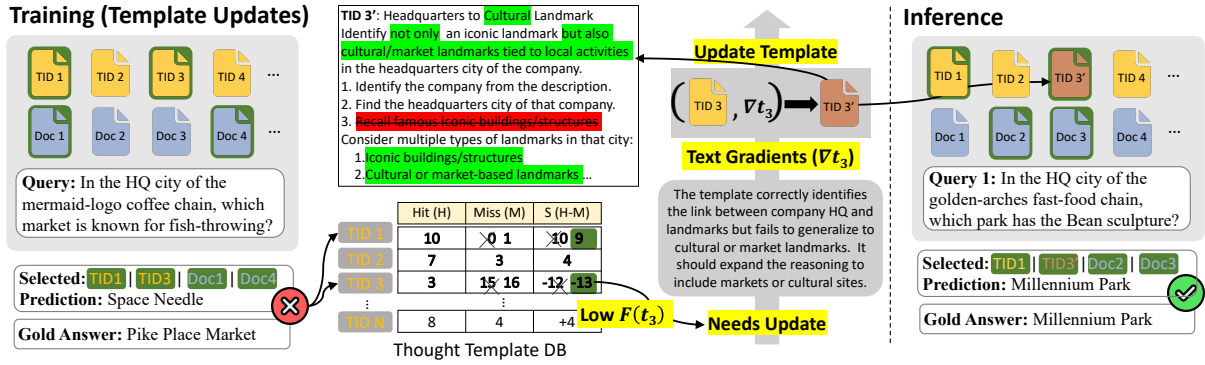 Training (Template Updates)
TID 1
TID 2
TID 3
TID 4
...
Doc 1
Doc 2
Doc 3
Doc 4
...
Query: In the HQ city of the
mermaid-logo coffee chain, which
market is known for fish-throwing?
Selected: TID1 | TID3 | Doc1 | Doc4
Prediction: Space Needle
Gold Answer: Pike Place Market
TID 3’: Headquarters to Cultural Landmark
Identify not only an iconic landmark but also
cultural/market landmarks tied to local activities
in the headquarters city of the company.
1. Identify the company from the description.
2. Find the headquarters city of that company.
3. Recall famous iconic buildings/structures
Consider multiple types of landmarks in that city:
1.Iconic buildings/structures
2.Cultural or market-based landmarks ...
Hit (H) Miss (M) S (H-M)
TID 1 10 0 1 10 9
TID 2 7 3 4
TID 3 3 15 16 -12 -13
⋮ ⋮
TID N 8 4 +4
Thought Template DB
Low F(t₃)
Update Template
( TID 3 , ∇t₃ ) TID 3’
Text Gradients (∇t₃)
The template correctly identifies
the link between company HQ and
landmarks but fails to generalize to
cultural or market landmarks. It
should expand the reasoning to
include markets or cultural sites.
Needs Update
Inference
TID 1
TID 2
TID 3’
TID 4
...
Doc 1
Doc 2
Doc 3
Doc 4
...
Query 1: In the HQ city of the
golden-arches fast-food chain,
which park has the Bean sculpture?
Selected: TID1 | TID3’ | Doc2 | Doc3
Prediction: Millennium Park
Gold Answer: Millennium Park